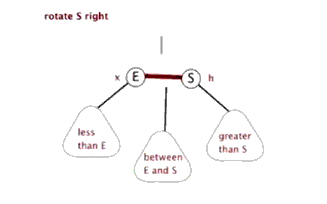 rotate S right
x E S h
less
than E
between
E and S
greater
than S